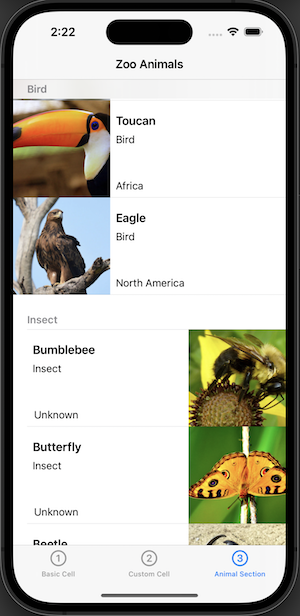 2:22
Zoo Animals
Bird
Toucan
Bird
Africa
Eagle
Bird
North America
Insect
Bumblebee
Insect
Unknown
Butterfly
Insect
Unknown
Beetle
1 2 3
Basic Cell Custom Cell Animal Section